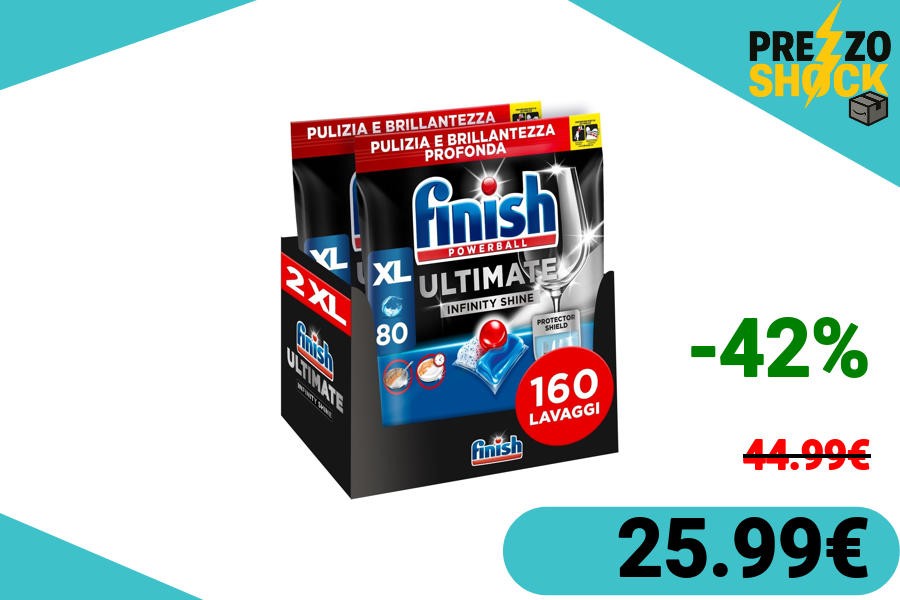 PREZZO
SHOCK
PULIZIA E BRILLANTEZZA
PULIZIA E BRILLANTEZZA
PROFONDA
finish
POWERBALL
XL
XL
ULTIMATE
INFINITY SHINE
80
PROTECTOR
SHIELD
2 XL
finish
ULTIMATE
INFINITY SHINE
160
LAVAGGI
finish
-42%
44.99€
25.99€